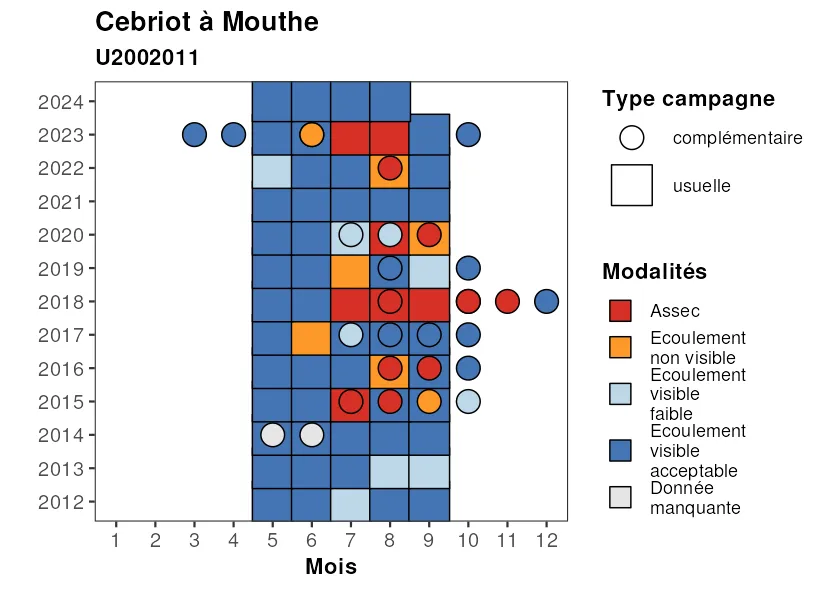 Cebriot à Mouthe
U2002011
2024
2023
2022
2021
2020
2019
2018
2017
2016
2015
2014
2013
2012
1 2 3 4 5 6 7 8 9 10 11 12
Mois
Type campagne
complémentaire
usuelle
Modalités
Assec
Ecoulement
non visible
Ecoulement
visible
faible
Ecoulement
visible
acceptable
Donnée
manquante